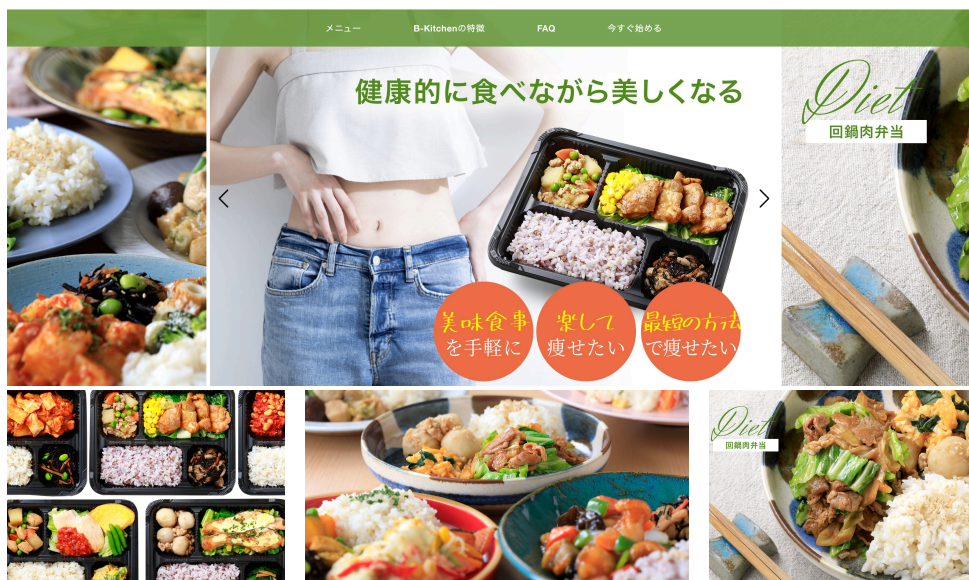 メニュー
B-Kitchenの特徴
FAQ
今すぐ始める
健康的に食べながら美しくなる
Diet
回鍋肉弁当
美味食事
を手軽に
楽して
痩せたい
最短の方法
で痩せたい
Diet
回鍋肉弁当